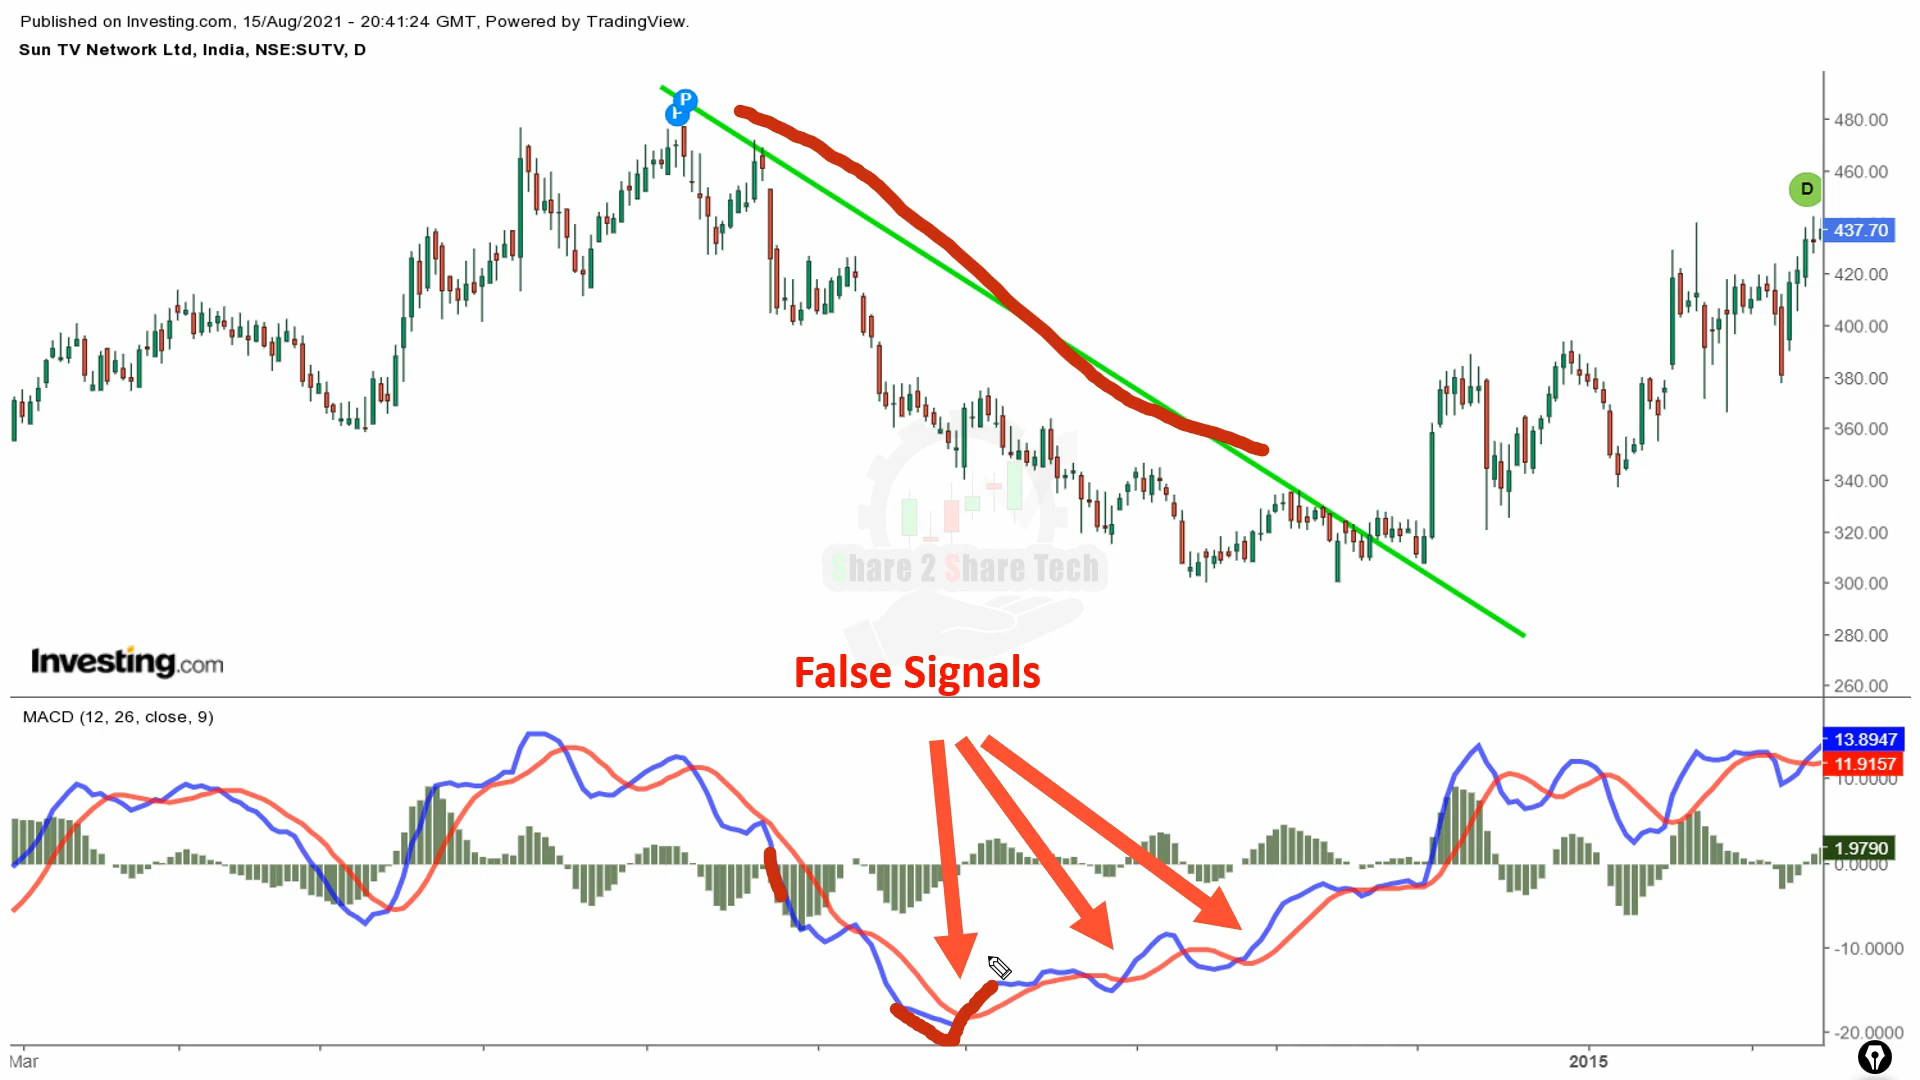 Published on Investing.com, 15/Aug/2021 - 20:41:24 GMT, Powered by TradingView.
Sun TV Network Ltd, India, NSE:SUTV, D
P
P
480.00
460.00
D
437.70
420.00
400.00
380.00
360.00
340.00
320.00
300.00
280.00
260.00
Share 2 Share Tech
Investing.com
False Signals
MACD (12, 26, close, 9)
13.8947
11.9157
10.0000
1.9790
0.0000
-10.0000
-20.0000
Mar
2015